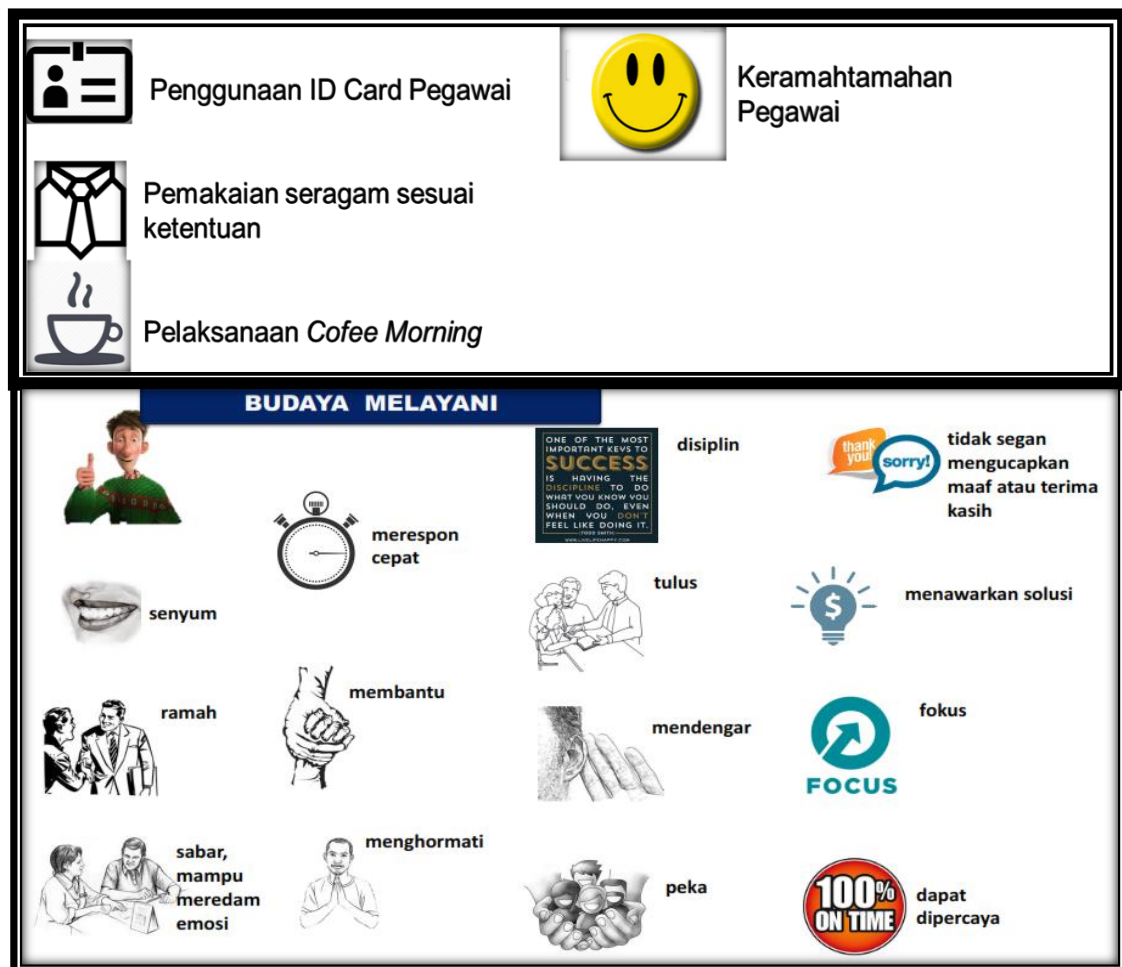 Penggunaan ID Card Pegawai
Keramahtamahan
Pegawai
Pemakaian seragam sesuai
ketentuan
Pelaksanaan Cofee Morning
BUDAYA MELAYANI
senyum
ramah
sabar,
mampu
meredam
emosi
merespon
cepat
membantu
menghormati
ONE OF THE MOST
IMPORTANT KEYS TO
SUCCESS
IS HAVING THE
DISCIPLINE TO DO
WHAT YOU KNOW YOU
SHOULD DO, EVEN
WHEN YOU DON'T
FEEL LIKE DOING IT.
disiplin
tulus
mendengar
peka
thank
you!
sorry!
tidak segan
mengucapkan
maaf atau terima
kasih
$
menawarkan solusi
FOCUS
fokus
100%
ON TIME
dapat
dipercaya